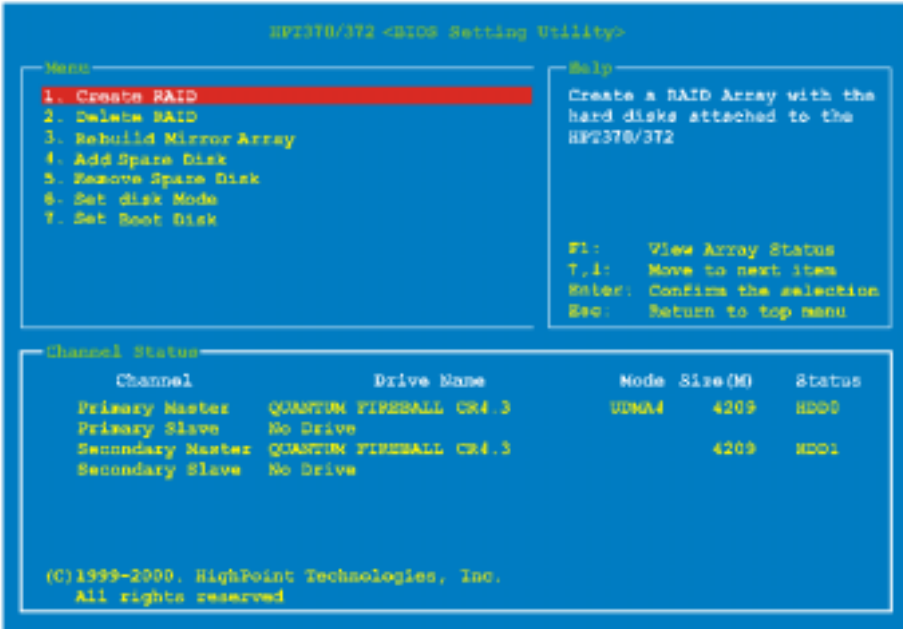 HPT370/372 <BIOS Setting Utility>
Menu
1. Create RAID
2. Delete RAID
3. Rebuild Mirror Array
4. Add Spare Disk
5. Remove Spare Disk
6. Set disk Mode
7. Set Boot Disk
Help
Create a RAID Array with the
hard disks attached to the
HPT370/372
F1: View Array Status
↑,↓: Move to next item
Enter: Confirm the selection
Esc: Return to top menu
Channel Status
Channel Drive Name Mode Size(M) Status
Primary Master QUANTUM FIREBALL CR4.3 UDMA4 4209 HDD0
Primary Slave No Drive
Secondary Master QUANTUM FIREBALL CR4.3 4209 HDD1
Secondary Slave No Drive
(C)1999-2000. HighPoint Technologies, Inc.
All rights reserved